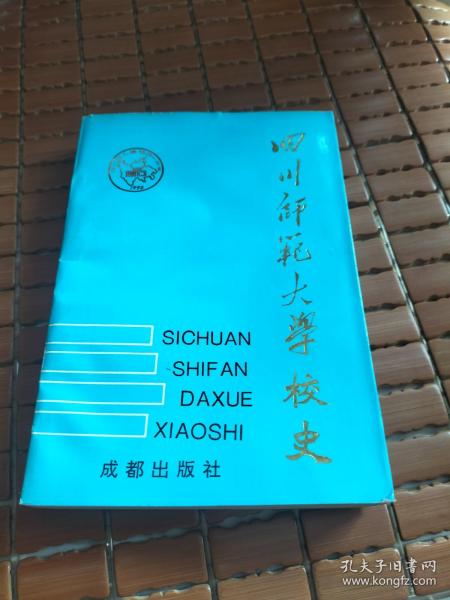 四川師範大學校史
SICHUAN
SHIFAN
DAXUE
XIAOSHI
成都出版社
孔夫子旧书网
www.kongfz.com